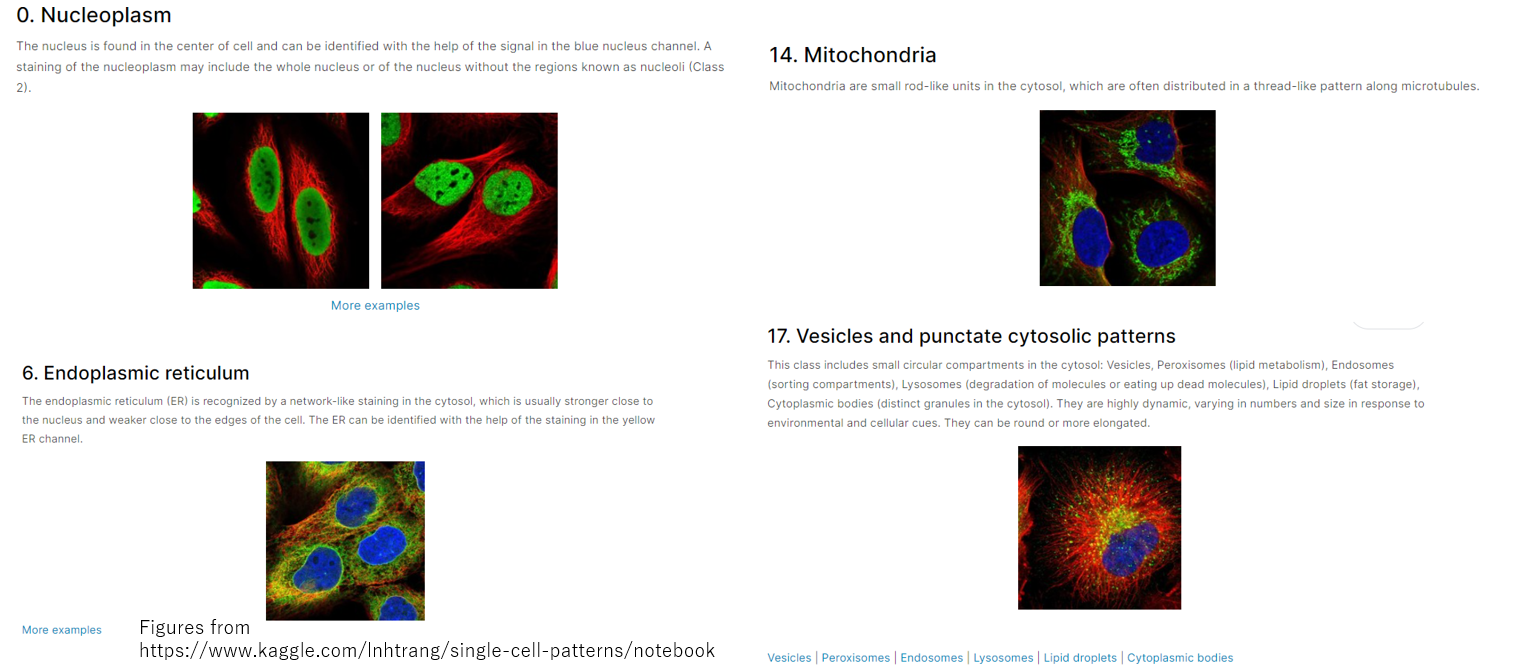 0. Nucleoplasm
The nucleus is found in the center of cell and can be identified with the help of the signal in the blue nucleus channel. A
staining of the nucleoplasm may include the whole nucleus or of the nucleus without the regions known as nucleoli (Class
2).
More examples
6. Endoplasmic reticulum
The endoplasmic reticulum (ER) is recognized by a network-like staining in the cytosol, which is usually stronger close to
the nucleus and weaker close to the edges of the cell. The ER can be identified with the help of the staining in the yellow
ER channel.
More examples
Figures from
https://www.kaggle.com/lnhtrang/single-cell-patterns/notebook
14. Mitochondria
Mitochondria are small rod-like units in the cytosol, which are often distributed in a thread-like pattern along microtubules.
17. Vesicles and punctate cytosolic patterns
This class includes small circular compartments in the cytosol: Vesicles, Peroxisomes (lipid metabolism), Endosomes
(sorting compartments), Lysosomes (degradation of molecules or eating up dead molecules), Lipid droplets (fat storage),
Cytoplasmic bodies (distinct granules in the cytosol). They are highly dynamic, varying in numbers and size in response to
environmental and cellular cues. They can be round or more elongated.
Vesicles | Peroxisomes | Endosomes | Lysosomes | Lipid droplets | Cytoplasmic bodies